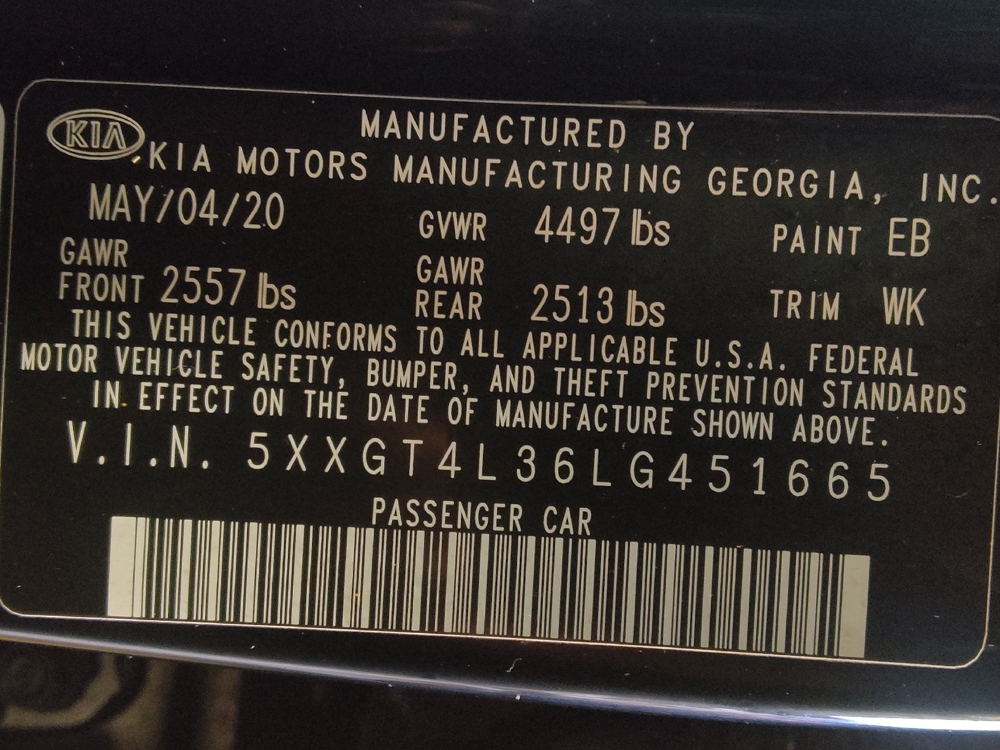 KIA
MANUFACTURED BY
KIA MOTORS MANUFACTURING GEORGIA, INC.
MAY/04/20 GVWR 4497 lbs PAINT EB
GAWR FRONT 2557 lbs GAWR REAR 2513 lbs TRIM WK
THIS VEHICLE CONFORMS TO ALL APPLICABLE U.S.A. FEDERAL
MOTOR VEHICLE SAFETY, BUMPER, AND THEFT PREVENTION STANDARDS
IN EFFECT ON THE DATE OF MANUFACTURE SHOWN ABOVE.
V.I.N. 5XXGT4L36LG451665
PASSENGER CAR